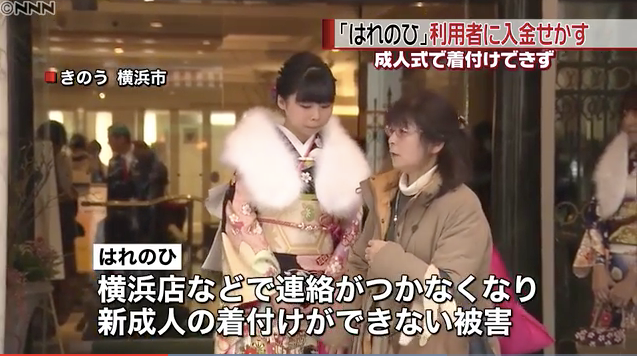 NNN
「はれのひ」利用者に入金せかす
成人式で着付けできず
きのう 横浜市
はれのひ
横浜店などで連絡がつかなくなり
新成人の着付けができない被害